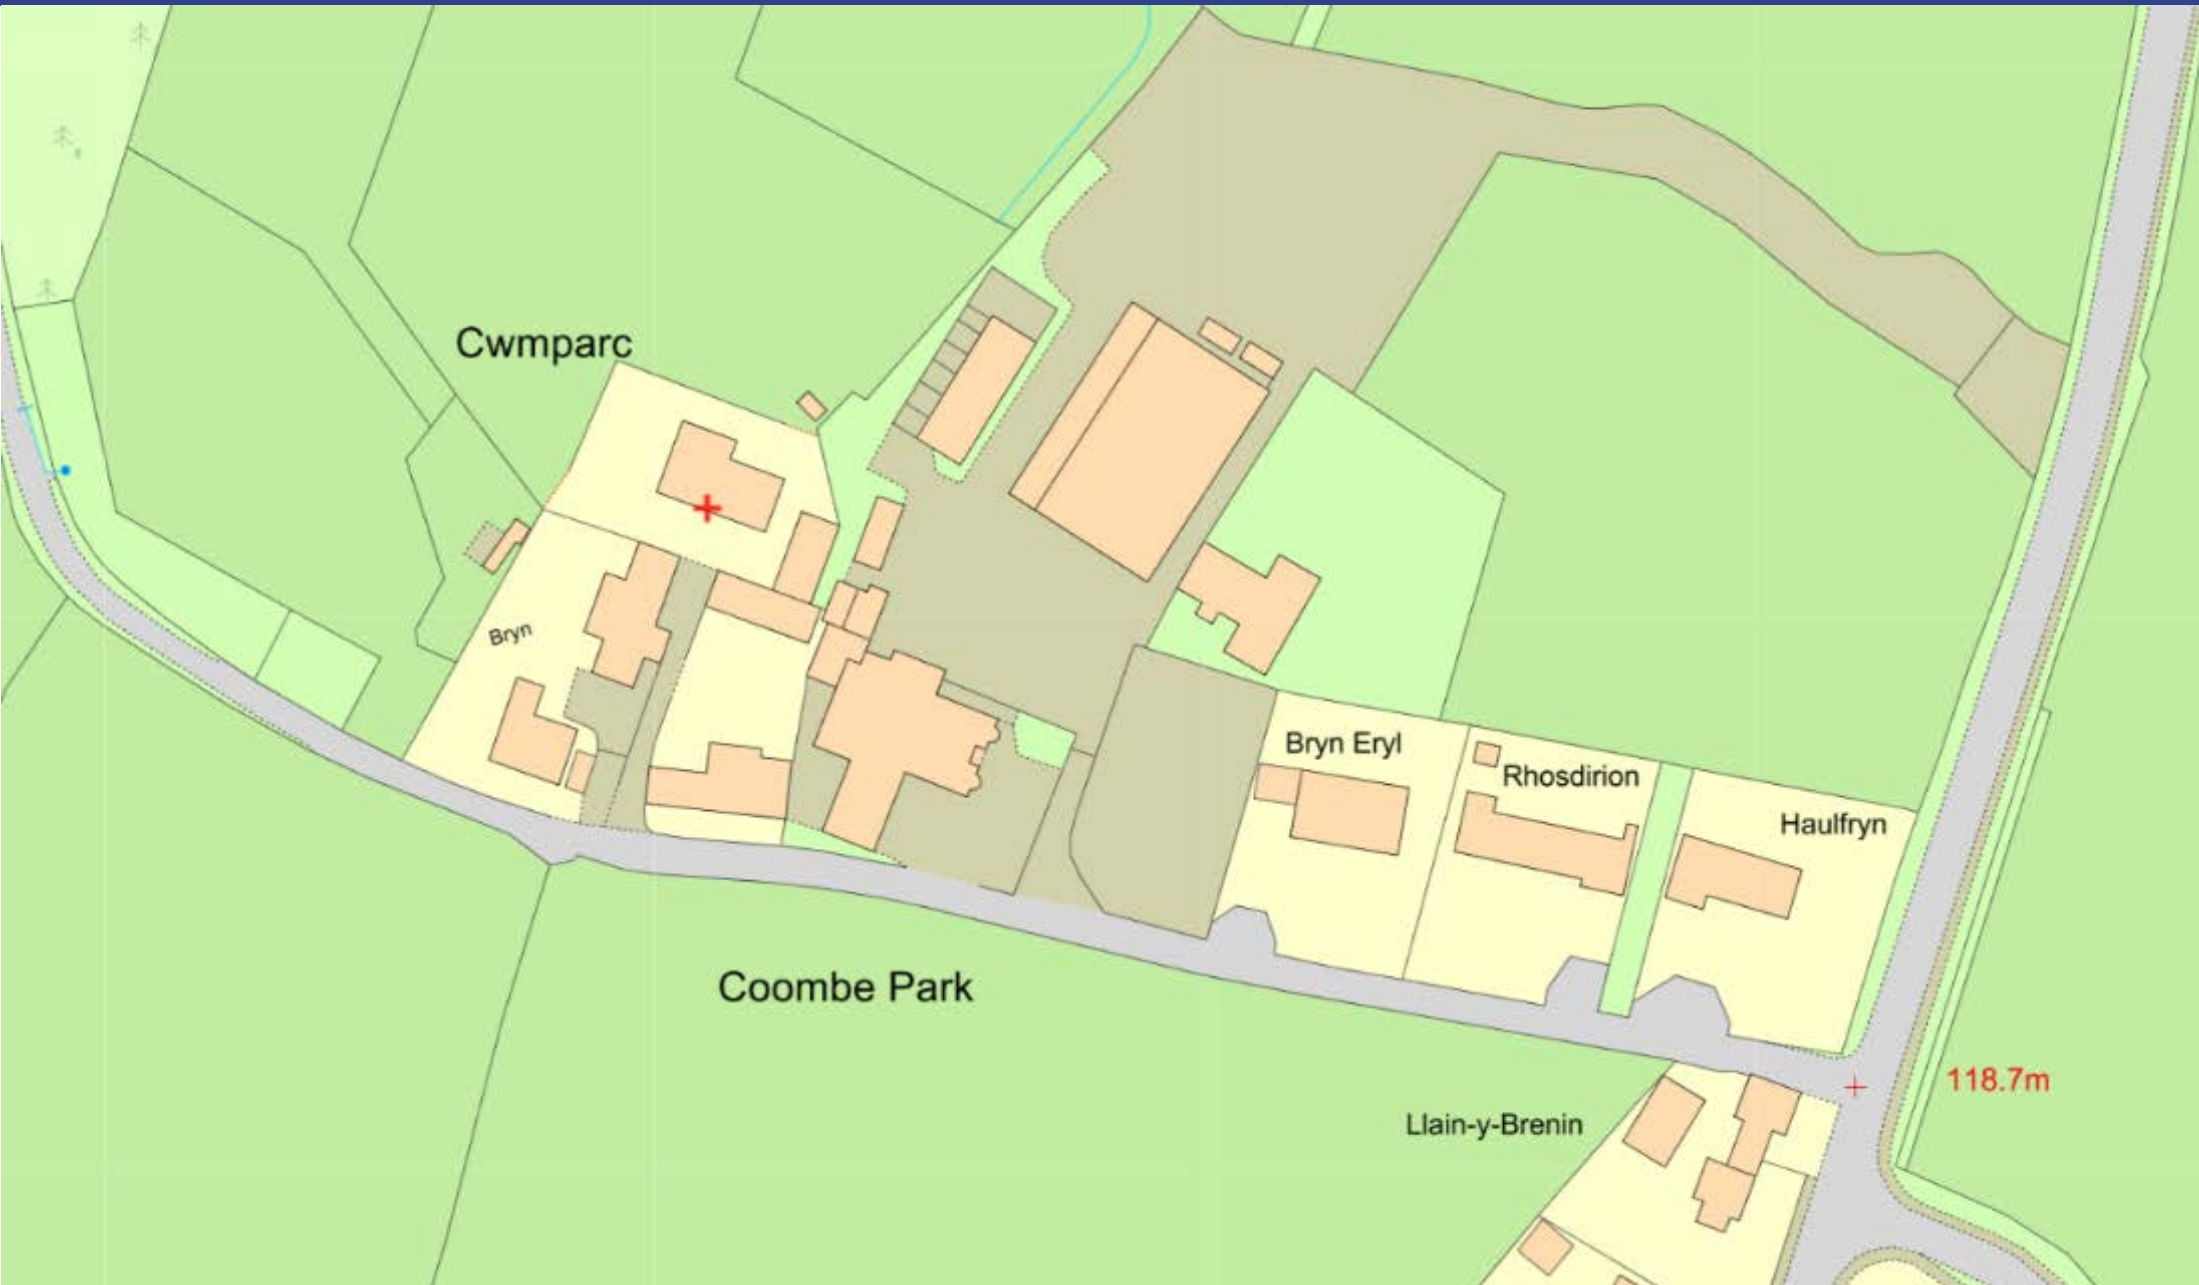 Cwmparc
Bryn
Bryn Eryl
Rhosdirion
Haulfryn
Coombe Park
118.7m
Llain-y-Brenin